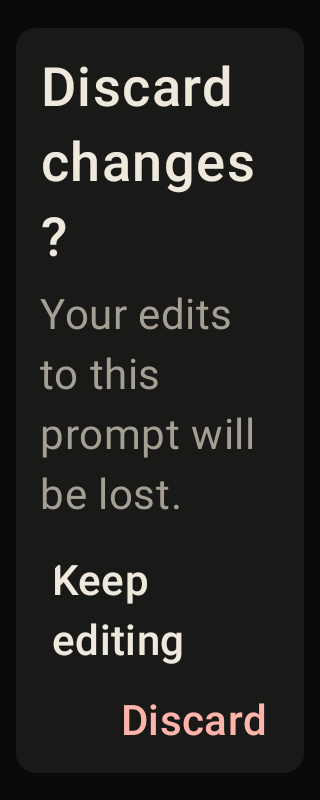 Discard
changes
?
Your edits
to this
prompt will
be lost.
Keep
editing
Discard